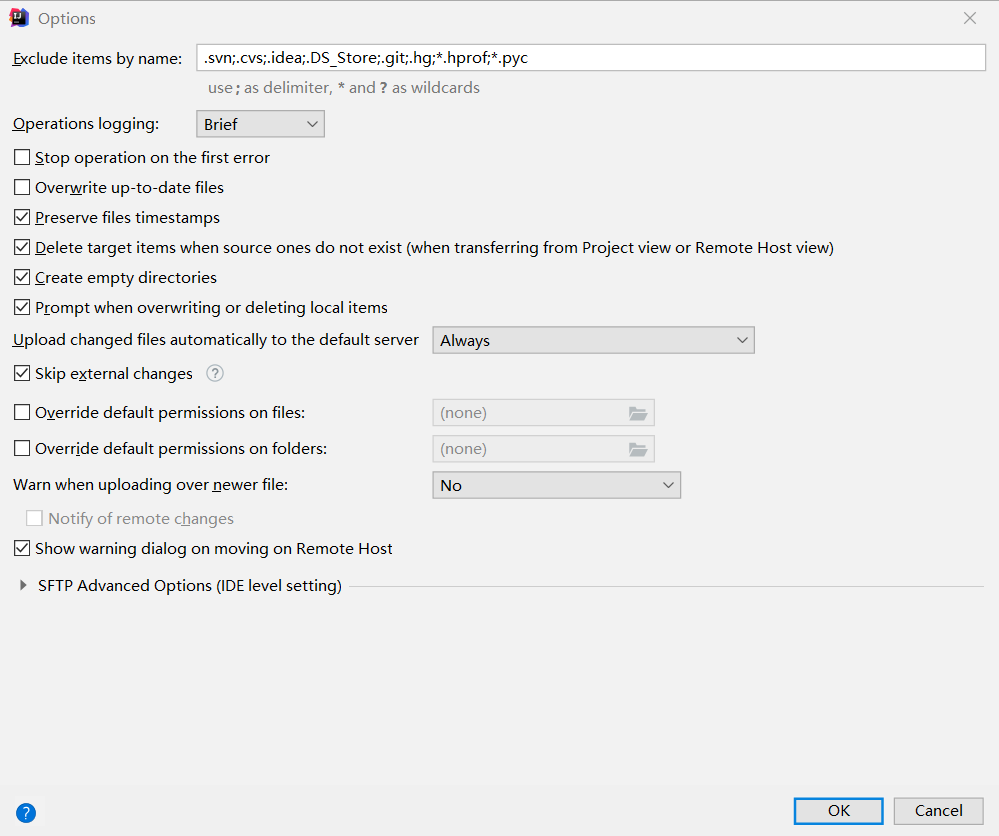 Options
Exclude items by name: .svn;.cvs;.idea;.DS_Store;.git;.hg;*.hprof;*.pyc
use ; as delimiter, * and ? as wildcards
Operations logging: Brief
Stop operation on the first error
Overwrite up-to-date files
Preserve files timestamps
Delete target items when source ones do not exist (when transferring from Project view or Remote Host view)
Create empty directories
Prompt when overwriting or deleting local items
Upload changed files automatically to the default server Always
Skip external changes ?
Override default permissions on files: (none)
Override default permissions on folders: (none)
Warn when uploading over newer file: No
Notify of remote changes
Show warning dialog on moving on Remote Host
SFTP Advanced Options (IDE level setting)
? OK Cancel